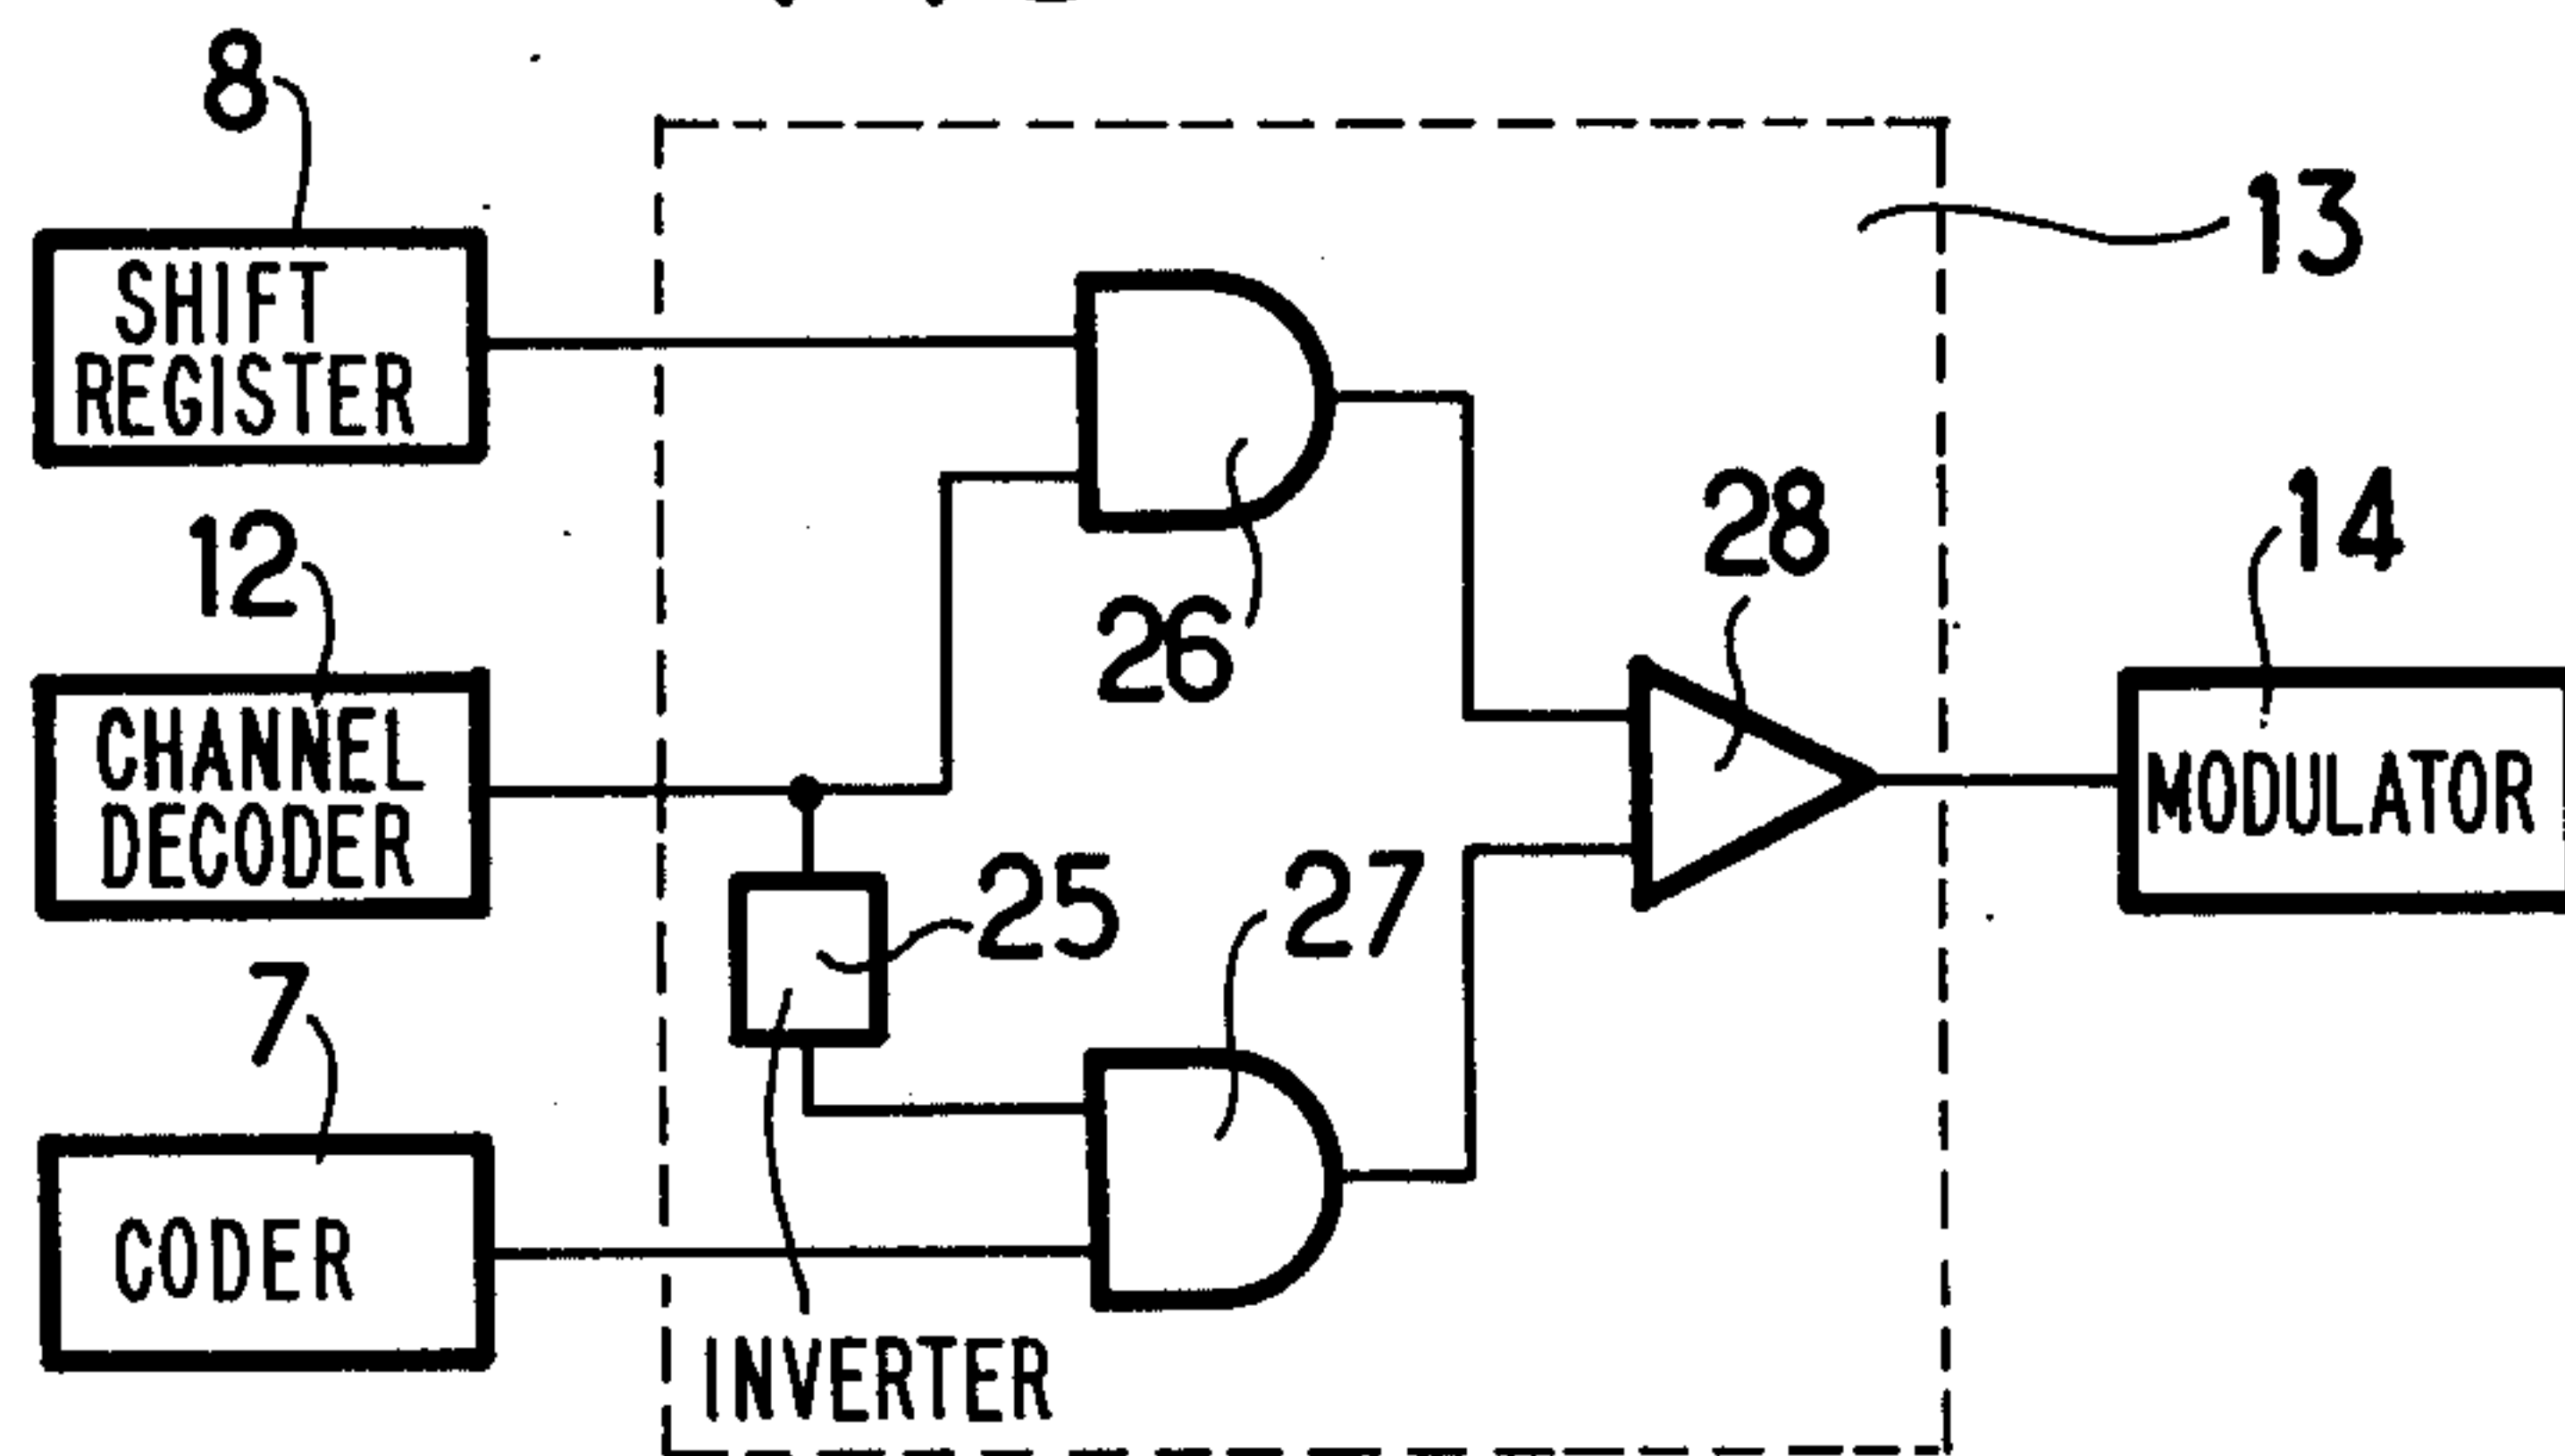 8
SHIFT
REGISTER
13
12
CHANNEL
DECODER
26
28
14
MODULATOR
25
27
7
CODER
INVERTER